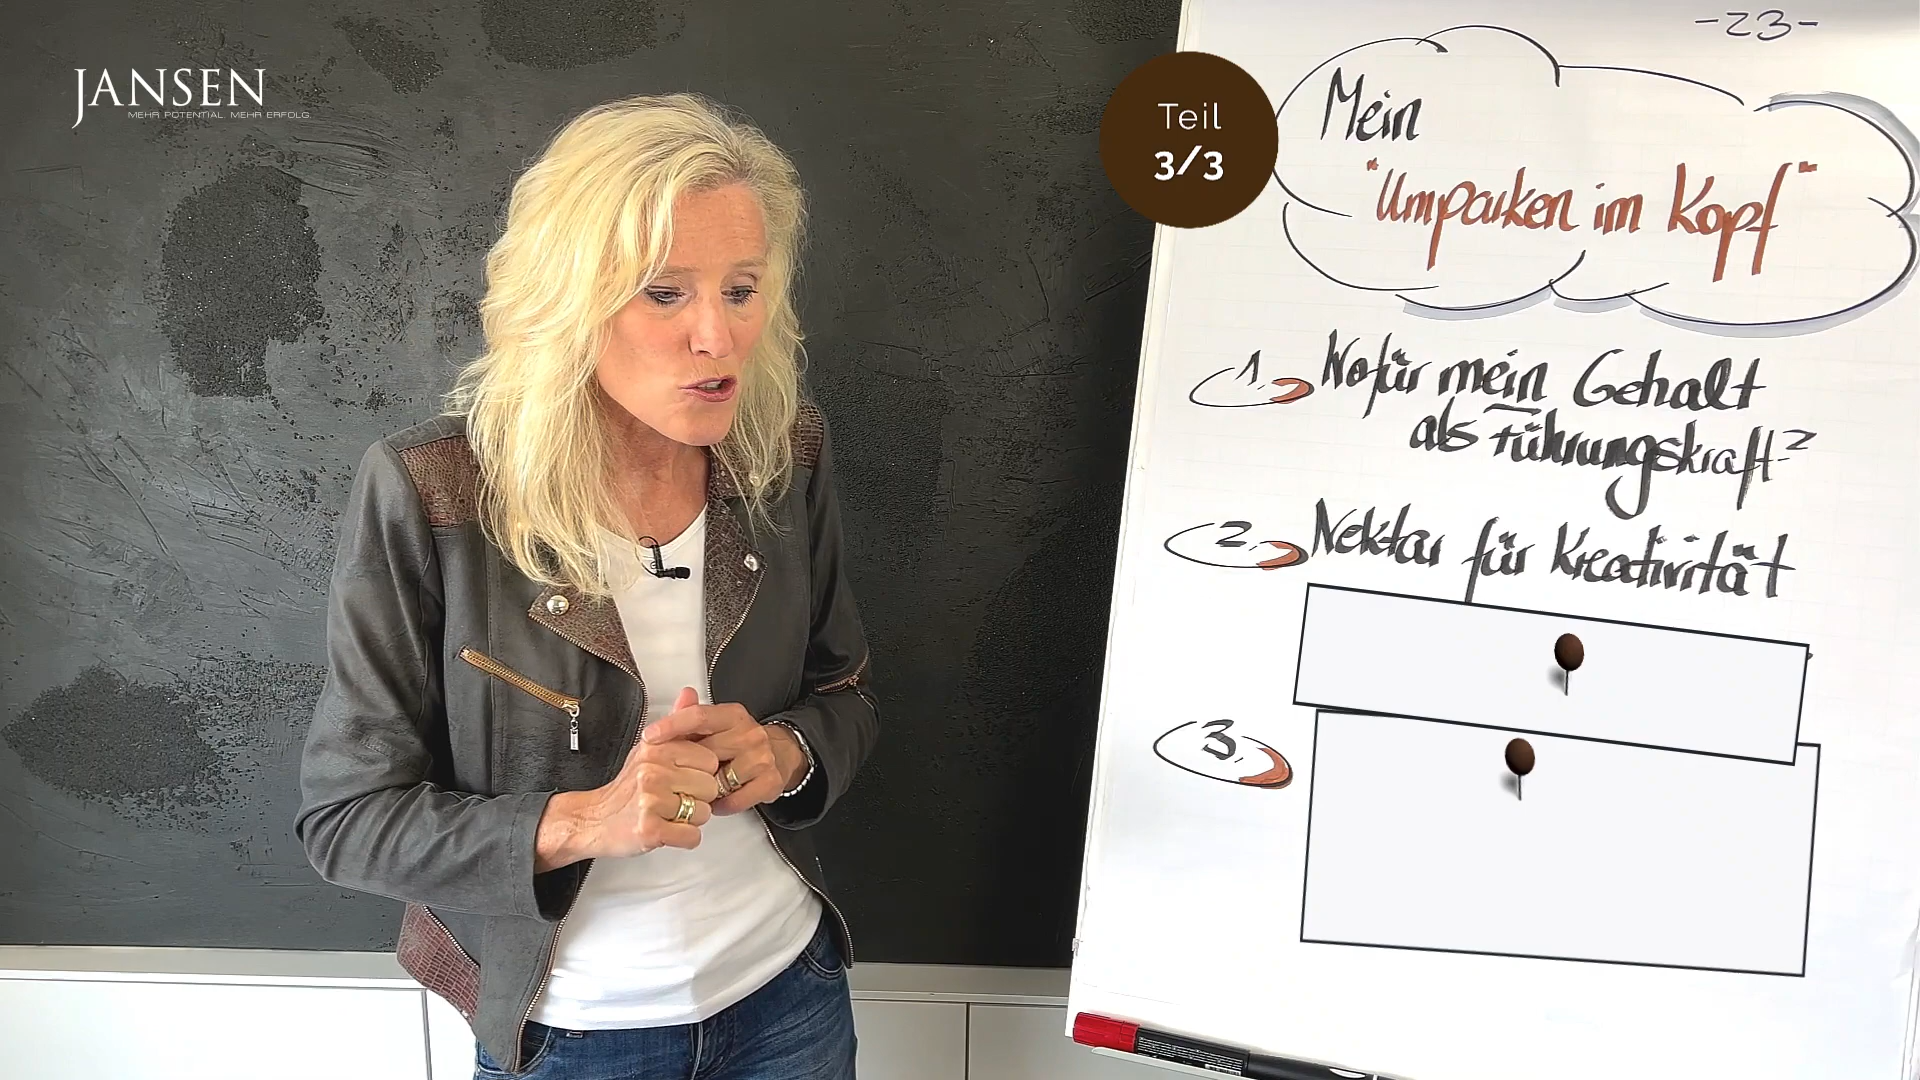 JANSEN
MEHR POTENTIAL. MEHR ERFOLG.
Teil
3/3
-23-
Mein
"Umparken im Kopf"
1. Wofür mein Gehalt
als Führungskraft?
2. Nektar für Kreativität
3.